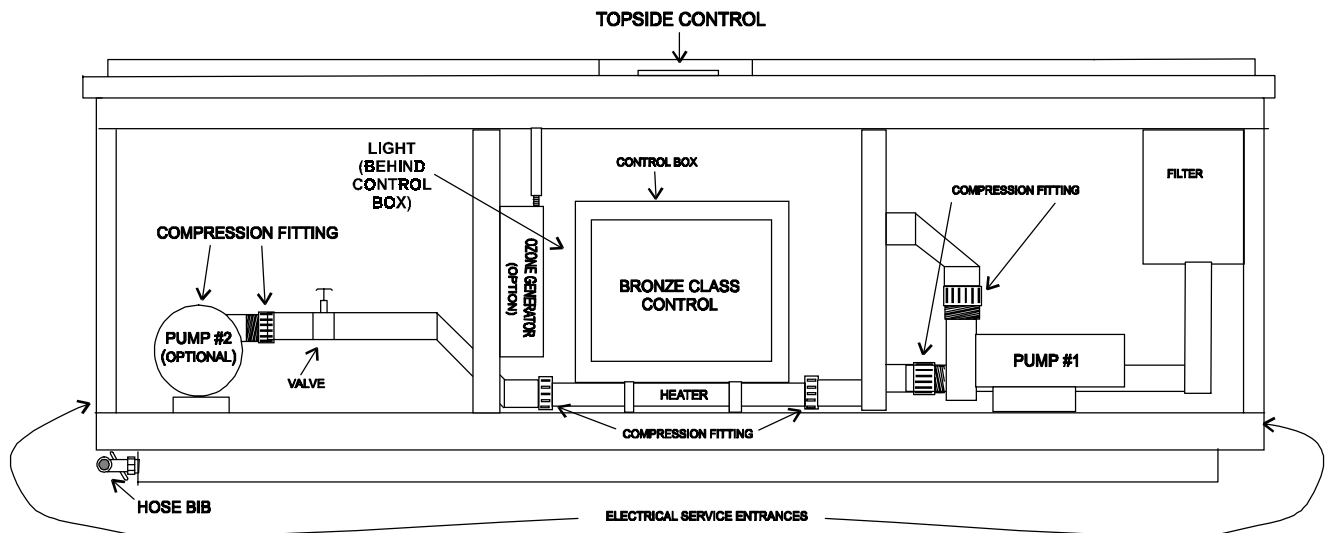 TOPSIDE CONTROL
LIGHT
(BEHIND
CONTROL
BOX)
CONTROL BOX
FILTER
COMPRESSION FITTING
COMPRESSION FITTING
OZONE GENERATOR
(OPTION)
BRONZE CLASS
CONTROL
PUMP #2
(OPTIONAL)
PUMP #1
VALVE
HEATER
COMPRESSION FITTING
HOSE BIB
ELECTRICAL SERVICE ENTRANCES